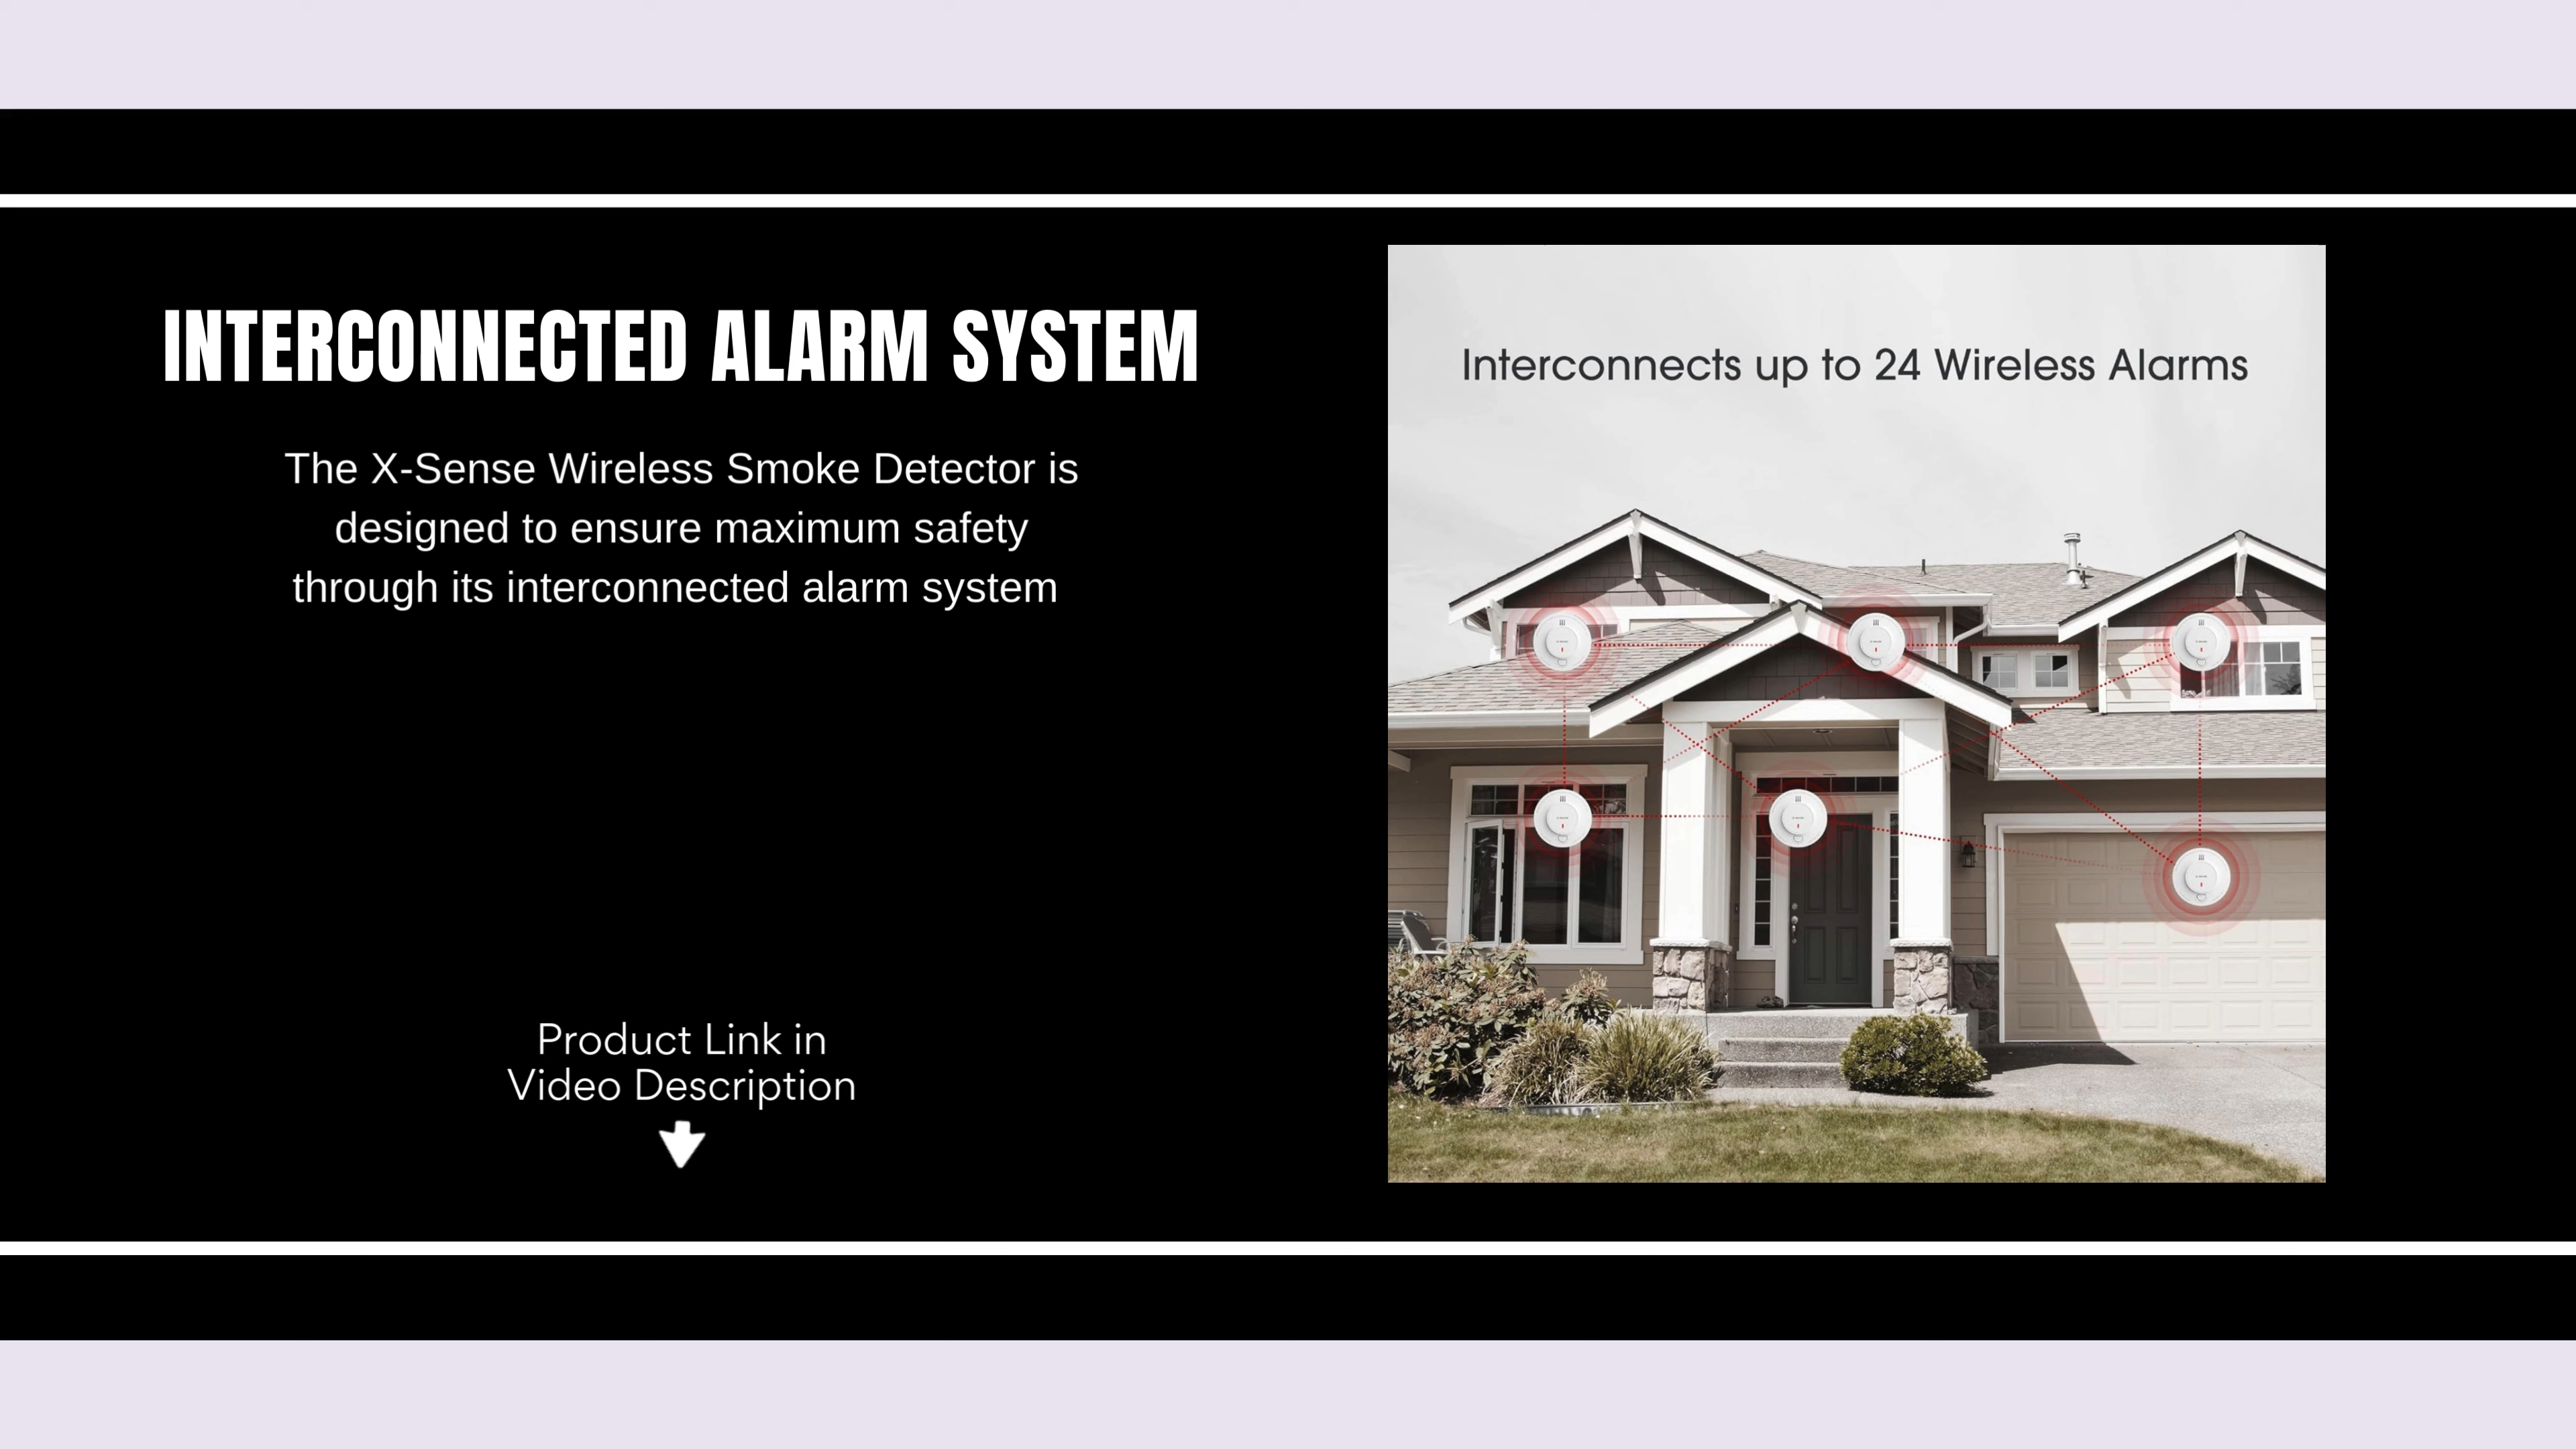 INTERCONNECTED ALARM SYSTEM
The X-Sense Wireless Smoke Detector is
designed to ensure maximum safety
through its interconnected alarm system
Product Link in
Video Description
Interconnects up to 24 Wireless Alarms